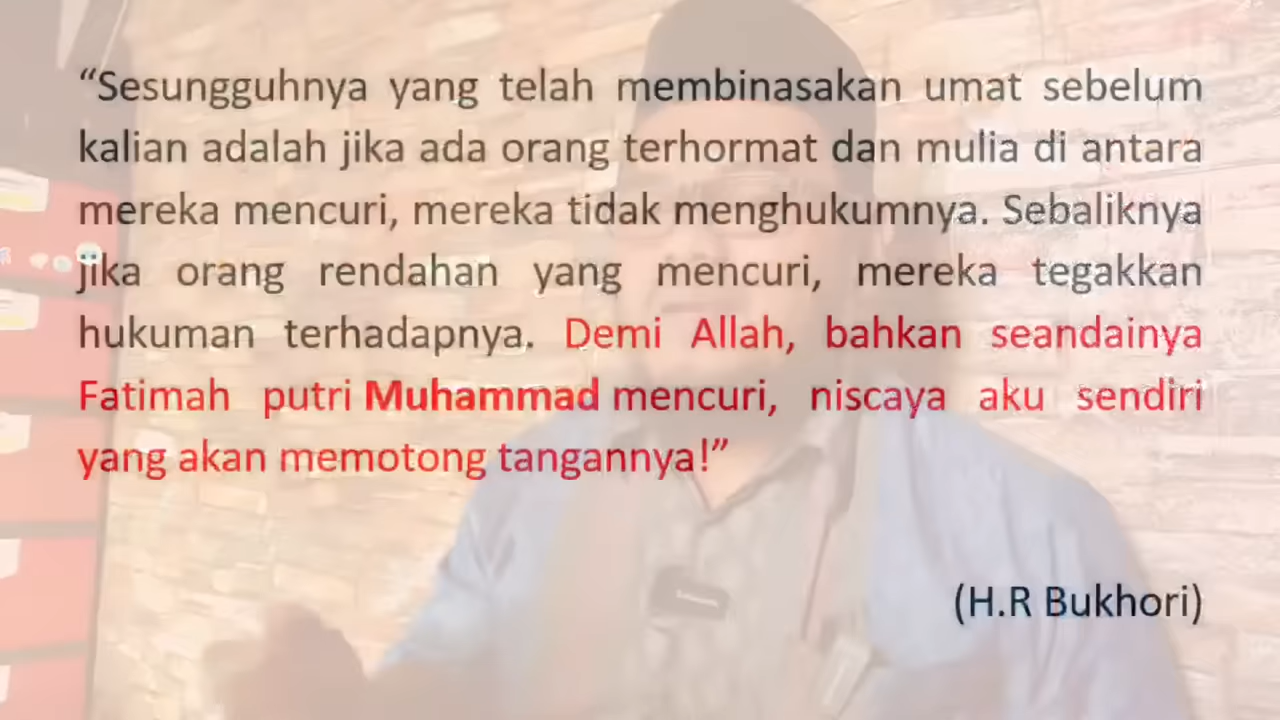 “Sesungguhnya yang telah membinasakan umat sebelum
kalian adalah jika ada orang terhormat dan mulia di antara
mereka mencuri, mereka tidak menghukumnya. Sebaliknya
jika orang rendahan yang mencuri, mereka tegakkan
hukuman terhadapnya. Demi Allah, bahkan seandainya
Fatimah putri Muhammad mencuri, niscaya aku sendiri
yang akan memotong tangannya!”
(H.R Bukhori)